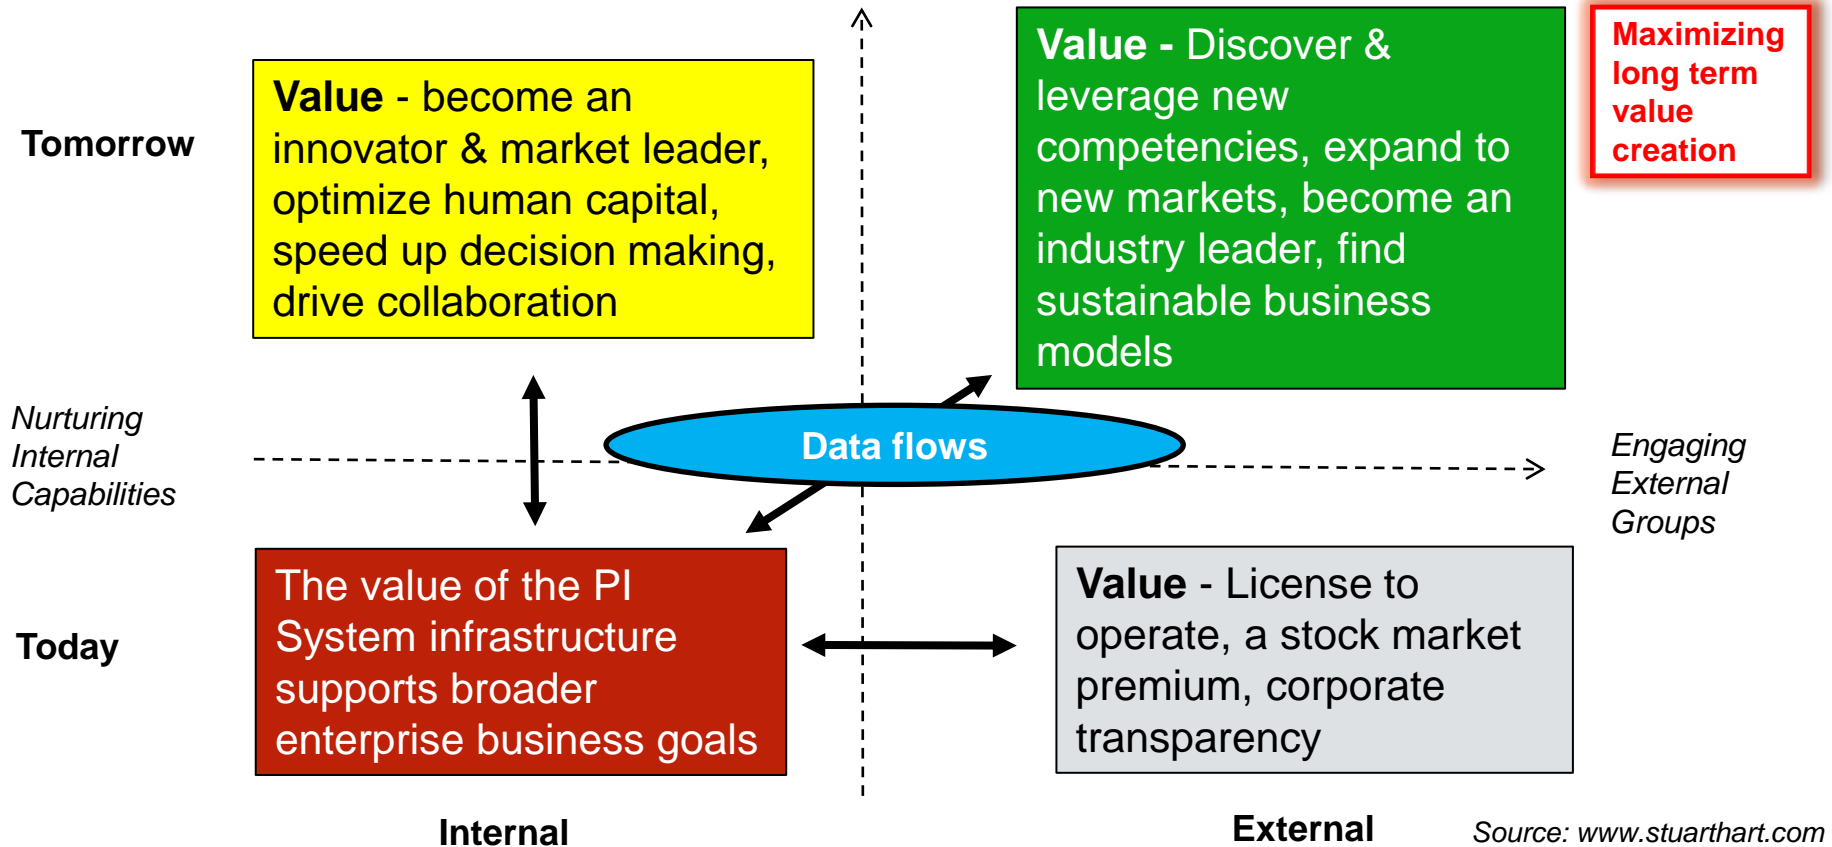 Tomorrow
Value - become an
innovator & market leader,
optimize human capital,
speed up decision making,
drive collaboration
Value - Discover &
leverage new
competencies, expand to
new markets, become an
industry leader, find
sustainable business
models
Maximizing
long term
value
creation
Nurturing
Internal
Capabilities
Data flows
Engaging
External
Groups
Today
The value of the PI
System infrastructure
supports broader
enterprise business goals
Value - License to
operate, a stock market
premium, corporate
transparency
Internal
External
Source: www.stuarthart.com